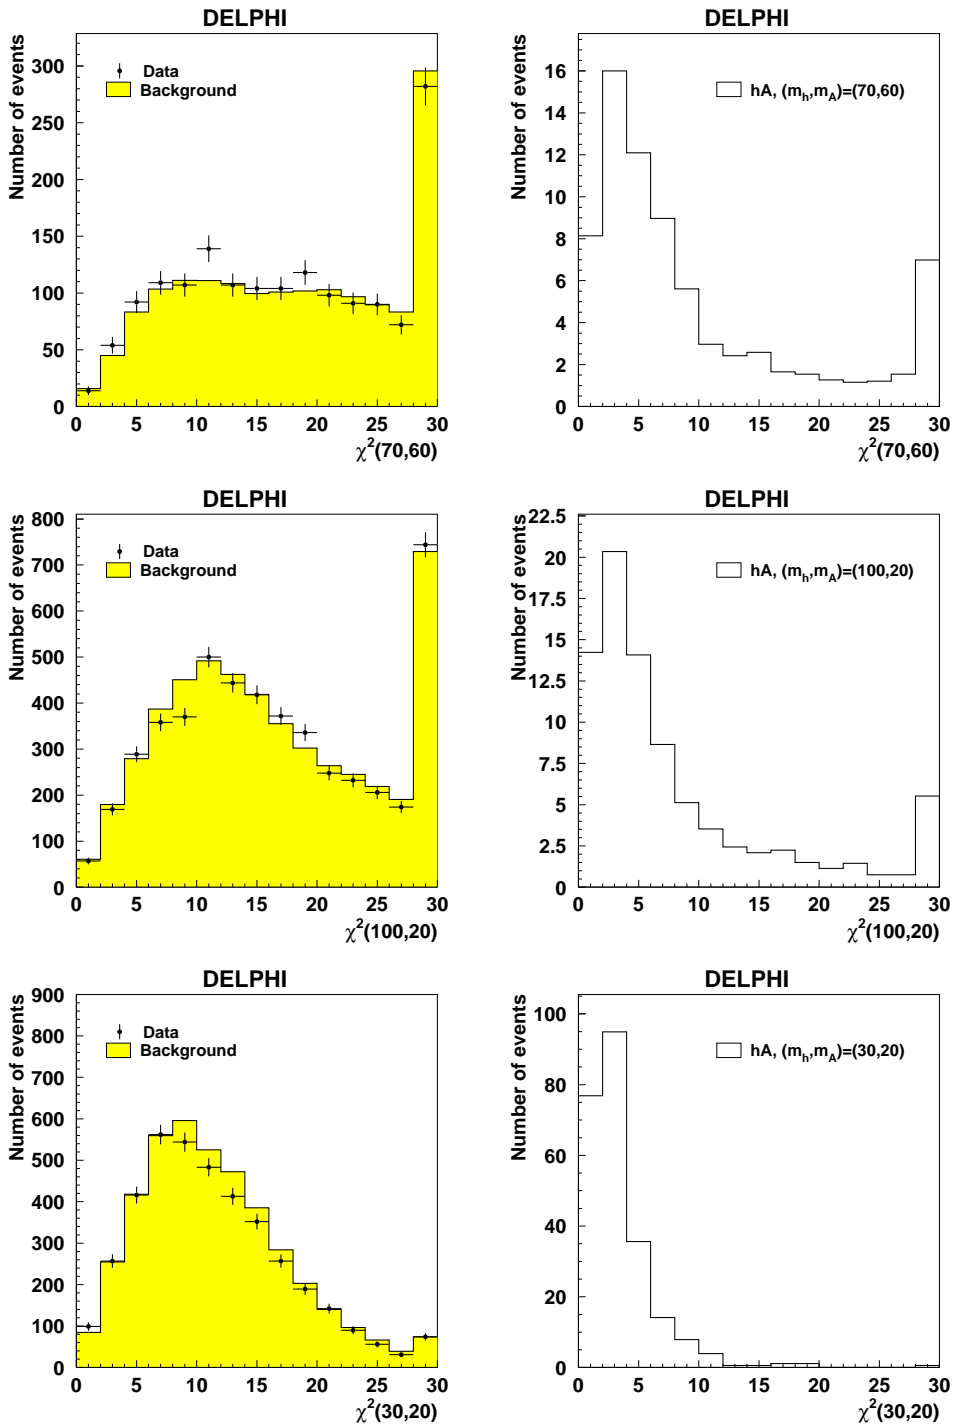 DELPHI
Number of events
300
250
200
150
100
50
0
Data
Background
0 5 10 15 20 25 30
χ²(70,60)
DELPHI
Number of events
16
14
12
10
8
6
4
2
0
hA, (mh,mA)=(70,60)
0 5 10 15 20 25 30
χ²(70,60)
DELPHI
Number of events
800
700
600
500
400
300
200
100
0
Data
Background
0 5 10 15 20 25 30
χ²(100,20)
DELPHI
Number of events
22.5
20
17.5
15
12.5
10
7.5
5
2.5
0
hA, (mh,mA)=(100,20)
0 5 10 15 20 25 30
χ²(100,20)
DELPHI
Number of events
900
800
700
600
500
400
300
200
100
0
Data
Background
0 5 10 15 20 25 30
χ²(30,20)
DELPHI
Number of events
100
80
60
40
20
0
hA, (mh,mA)=(30,20)
0 5 10 15 20 25 30
χ²(30,20)